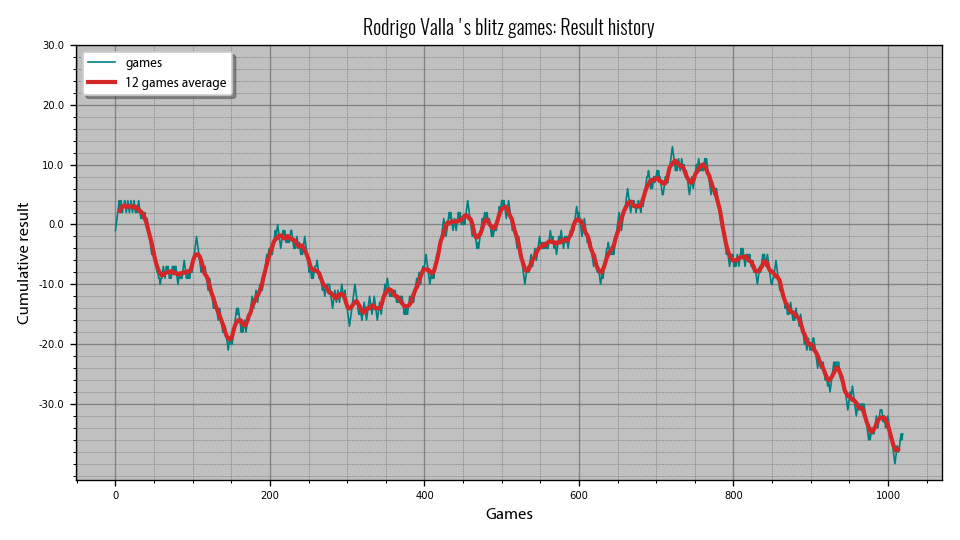 Rodrigo Valla 's blitz games: Result history
games
12 games average
Cumulative result
30.0
20.0
10.0
0.0
-10.0
-20.0
-30.0
0
200
400
600
800
1000
Games